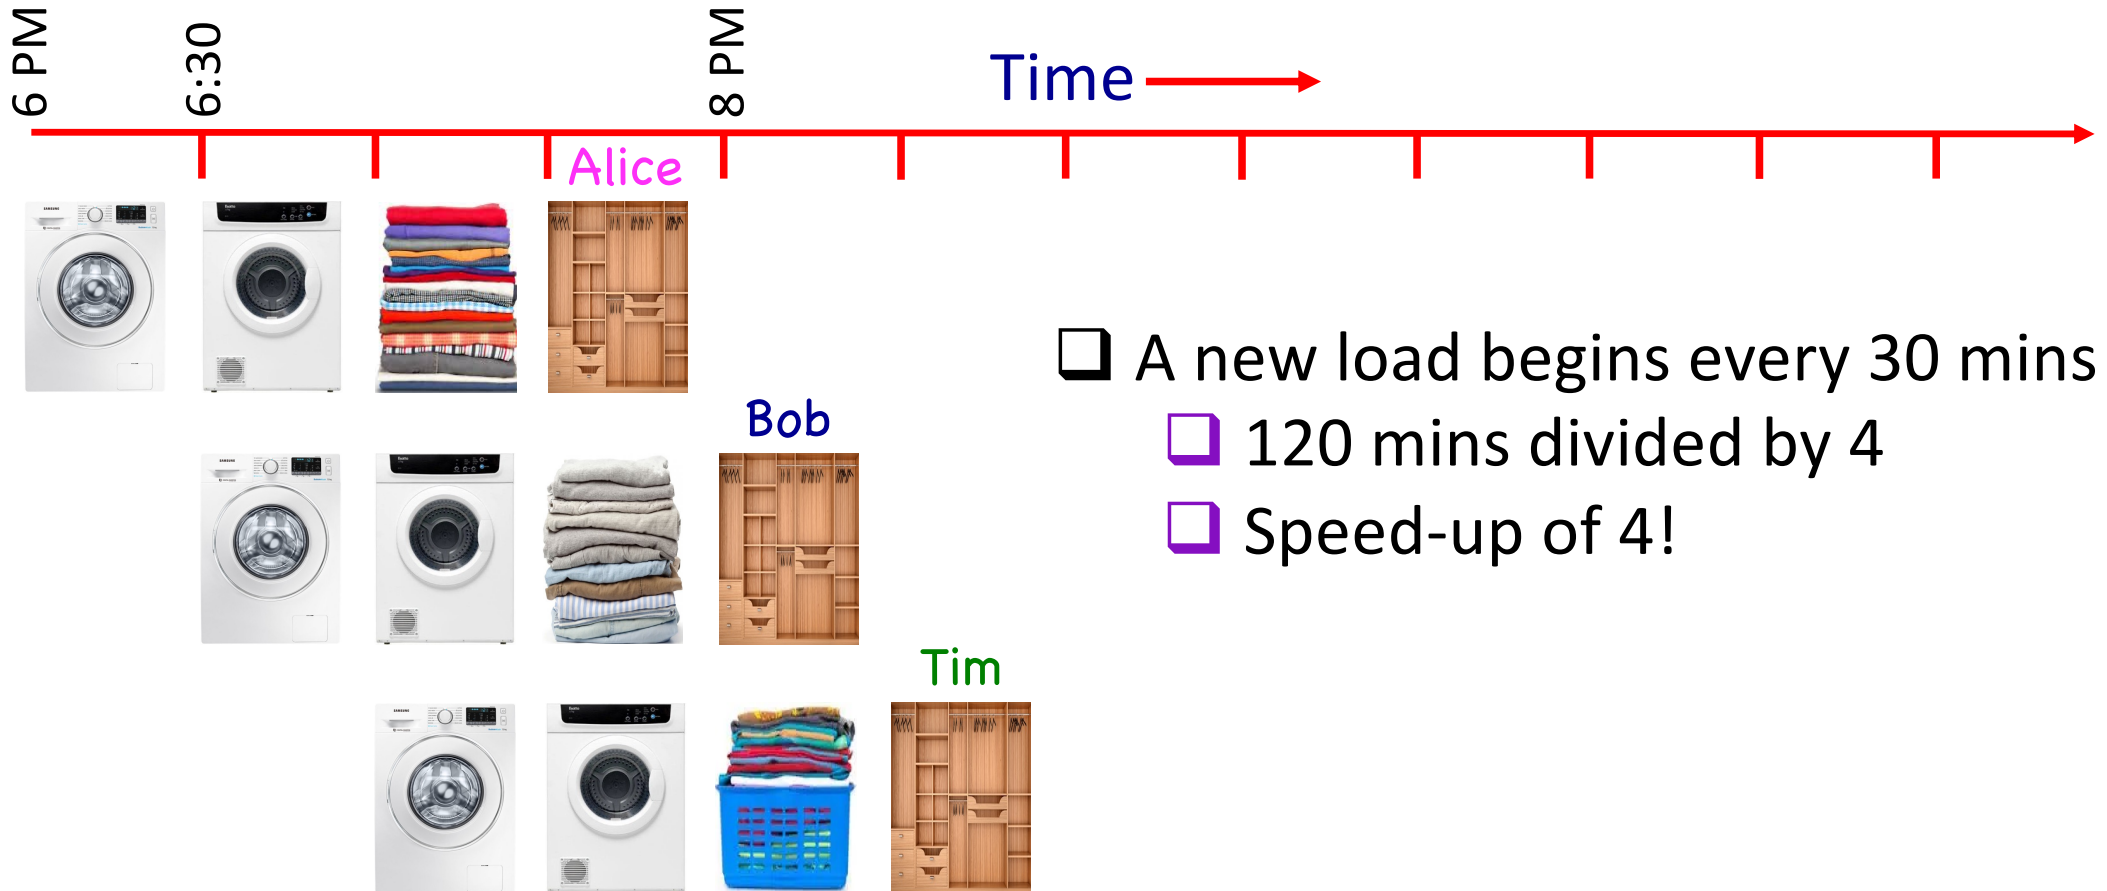 6 PM
6:30
8 PM
Time
Alice
❑ A new load begins every 30 mins
Bob
❑ 120 mins divided by 4
❑ Speed-up of 4!
Tim